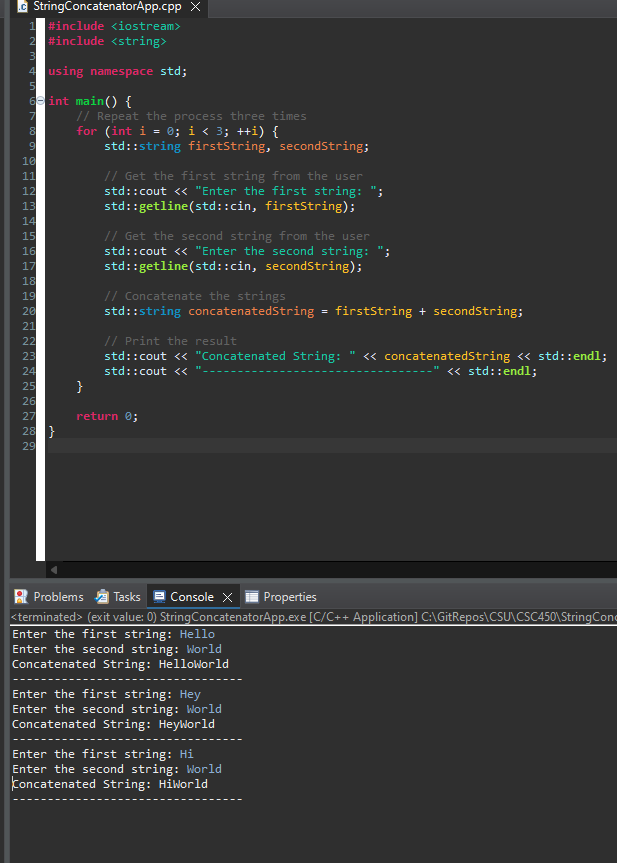 StringConcatenatorApp.cpp
1 #include <iostream>
2 #include <string>
3
4 using namespace std;
5
6 int main() {
7     // Repeat the process three times
8     for (int i = 0; i < 3; ++i) {
9         std::string firstString, secondString;
10
11         // Get the first string from the user
12         std::cout << "Enter the first string: ";
13         std::getline(std::cin, firstString);
14
15         // Get the second string from the user
16         std::cout << "Enter the second string: ";
17         std::getline(std::cin, secondString);
18
19         // Concatenate the strings
20         std::string concatenatedString = firstString + secondString;
21
22         // Print the result
23         std::cout << "Concatenated String: " << concatenatedString << std::endl;
24         std::cout << "---------------------------------" << std::endl;
25     }
26
27     return 0;
28 }
29
Problems Tasks Console Properties
<terminated> (exit value: 0) StringConcatenatorApp.exe [C/C++ Application] C:\GitRepos\CSU\CSC450\StringConc
Enter the first string: Hello
Enter the second string: World
Concatenated String: HelloWorld
---------------------------------
Enter the first string: Hey
Enter the second string: World
Concatenated String: HeyWorld
---------------------------------
Enter the first string: Hi
Enter the second string: World
Concatenated String: HiWorld
---------------------------------